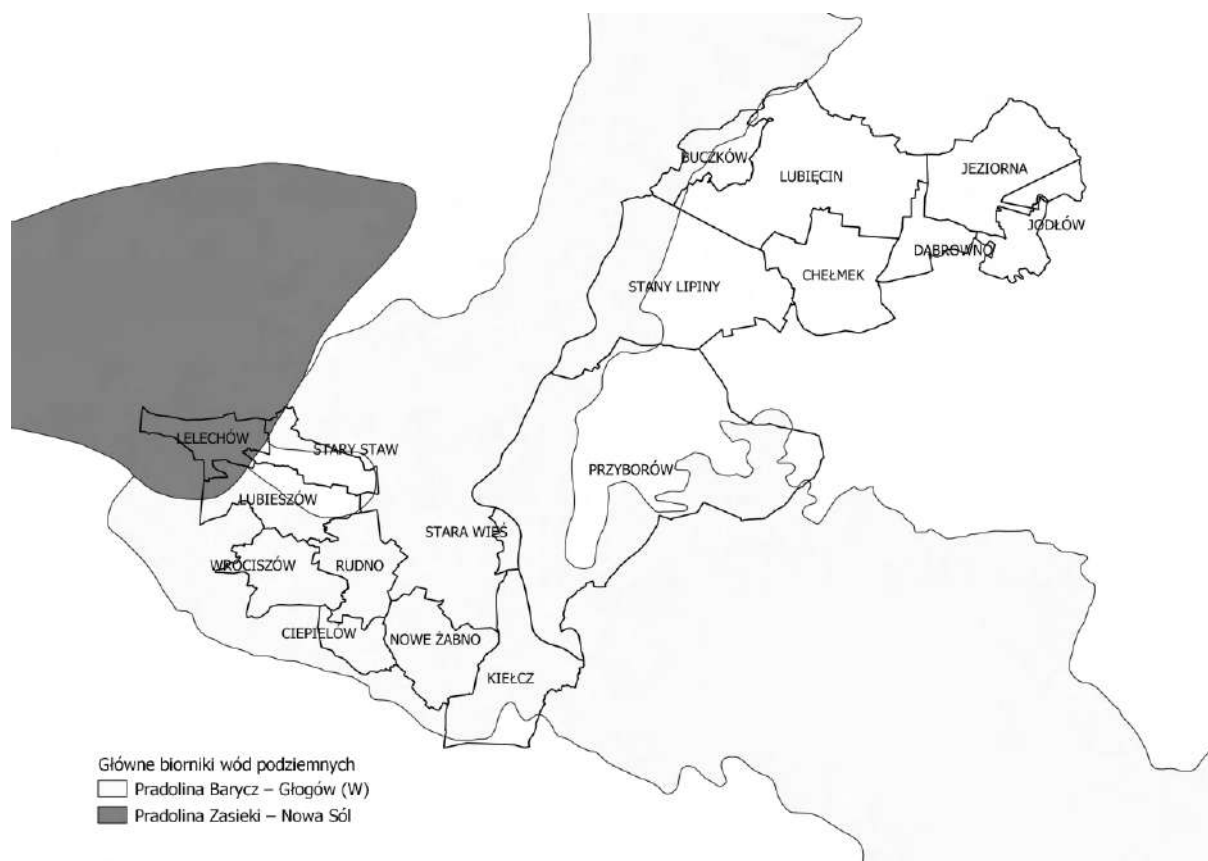 BUCZKÓW
LUBIĘCIN
JEZIORNA
JODŁÓW
DĄBROWNO
CHEŁMEK
STANY LIPINY
LELECHÓW
STARY STAW
PRZYBORÓW
LUBIESZÓW
STARA WIEŚ
WRÓCISZÓW
RUDNO
CIEPIELÓW
NOWE ŻABNO
KIEŁCZ
Główne biorniki wód podziemnych
Pradolina Barycz – Głogów (W)
Pradolina Zasieki – Nowa Sól